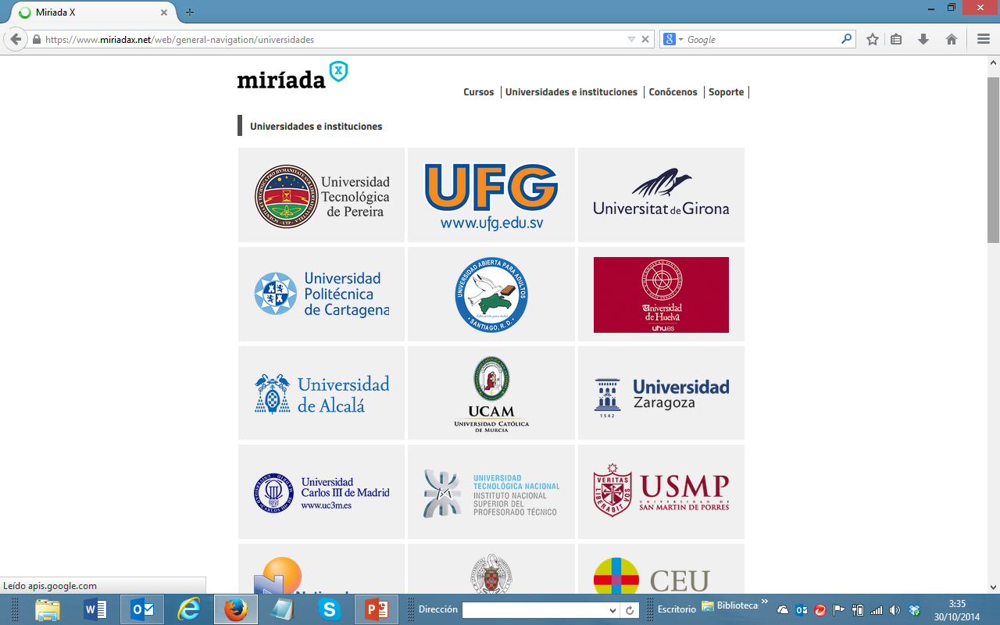 Miriada X
https://www.miriadax.net/web/general-navigation/universidades
Google
miríada X
Cursos
Universidades e instituciones
Conócenos
Soporte
Universidades e instituciones
Universidad
Tecnológica
de Pereira
UTP
UFG
www.ufg.edu.sv
Universitat de Girona
Universidad
Politécnica
de Cartagena
UNIVERSIDAD ABIERTA PARA ADULTOS
SANTIAGO, R. D.
Universidad
de Huelva
uhu.es
Universidad
de Alcalá
UCAM
UNIVERSIDAD CATÓLICA
DE MURCIA
Universidad
Zaragoza
1542
Universidad
Carlos III de Madrid
www.uc3m.es
UNIVERSIDAD
TECNOLÓGICA NACIONAL
INSTITUTO NACIONAL
SUPERIOR DEL
PROFESORADO TÉCNICO
VERITAS
LIBERABIT VOS
USMP
UNIVERSIDAD DE
SAN MARTIN DE PORRES
CEU
Leído apis.google.com
Dirección
Escritorio
Biblioteca
3:35
30/10/2014